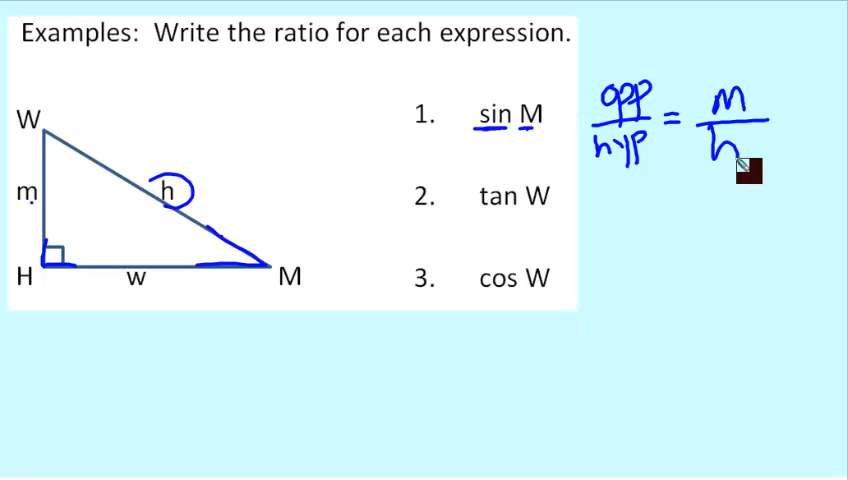 Examples: Write the ratio for each expression.
W
m
h
H
w
M
1. sin M
opp/hyp = m/h
2. tan W
3. cos W